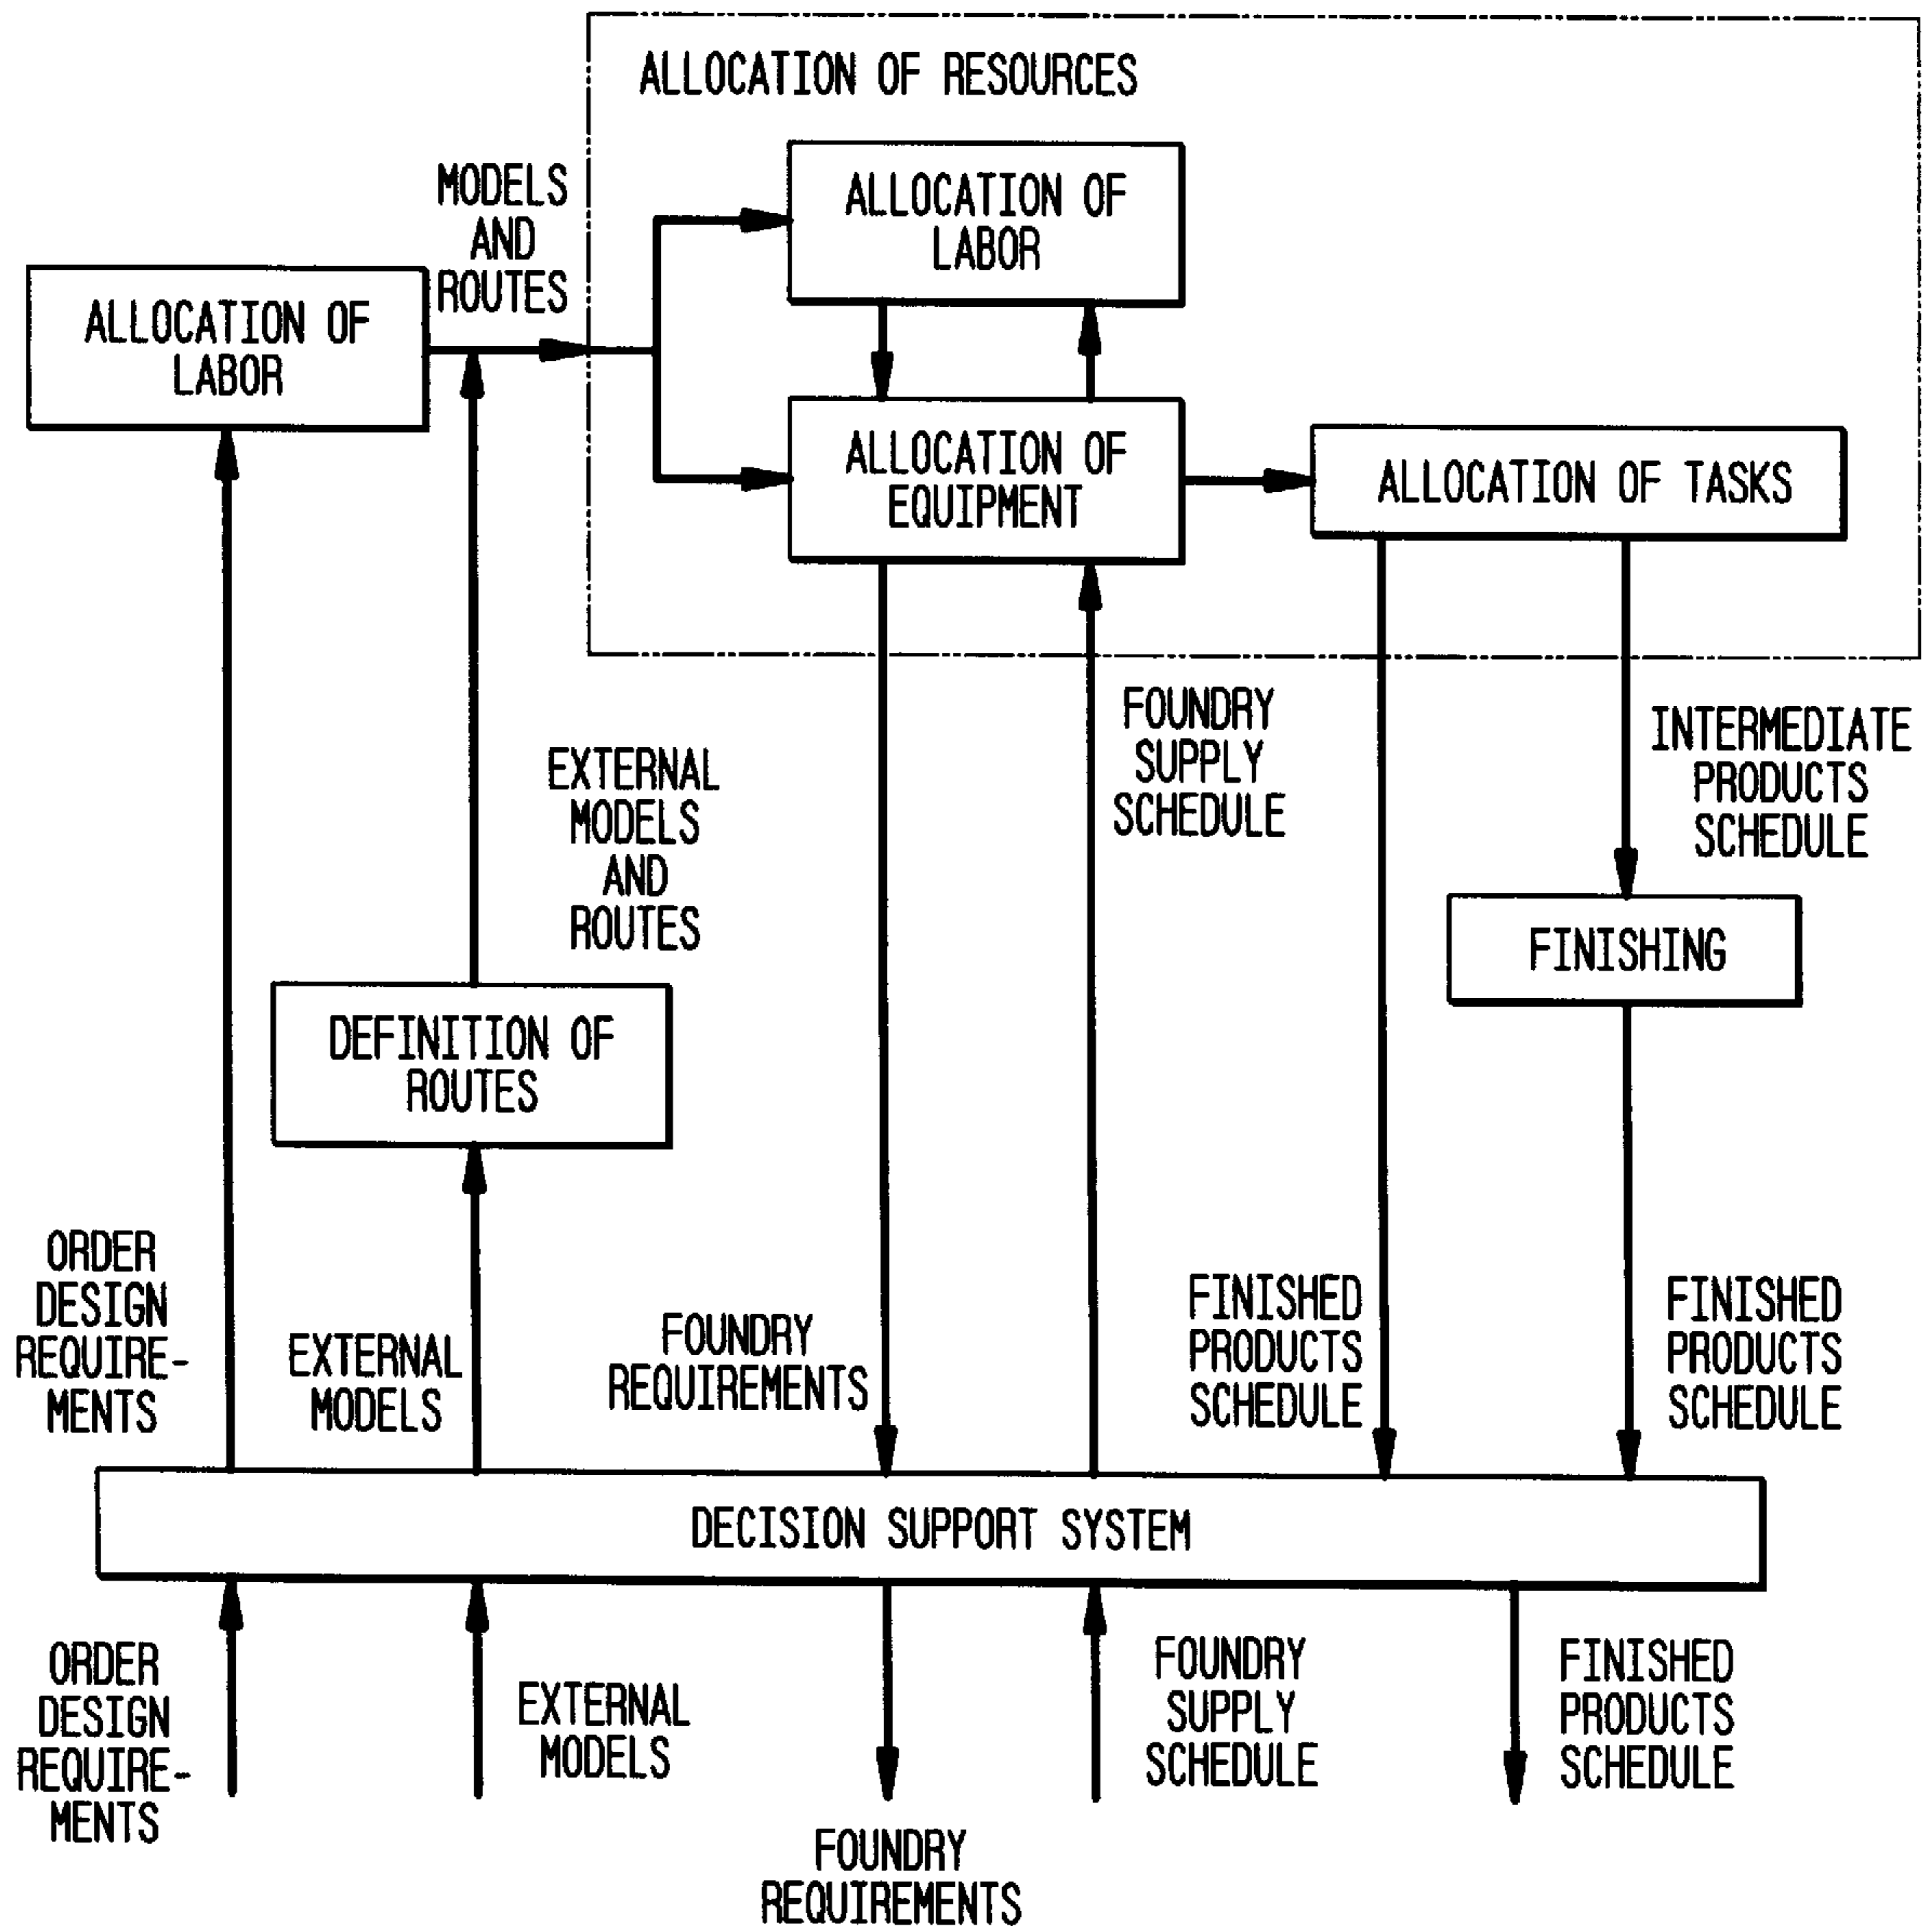 ALLOCATION OF RESOURCES
MODELS
AND
ROUTES
ALLOCATION OF
LABOR
ALLOCATION OF
LABOR
ALLOCATION OF
EQUIPMENT
ALLOCATION OF TASKS
EXTERNAL
MODELS
AND
ROUTES
FOUNDRY
SUPPLY
SCHEDULE
INTERMEDIATE
PRODUCTS
SCHEDULE
FINISHING
DEFINITION OF
ROUTES
ORDER
DESIGN
REQUIRE-
MENTS
EXTERNAL
MODELS
FOUNDRY
REQUIREMENTS
FINISHED
PRODUCTS
SCHEDULE
FINISHED
PRODUCTS
SCHEDULE
DECISION SUPPORT SYSTEM
ORDER
DESIGN
REQUIRE-
MENTS
EXTERNAL
MODELS
FOUNDRY
REQUIREMENTS
FOUNDRY
SUPPLY
SCHEDULE
FINISHED
PRODUCTS
SCHEDULE